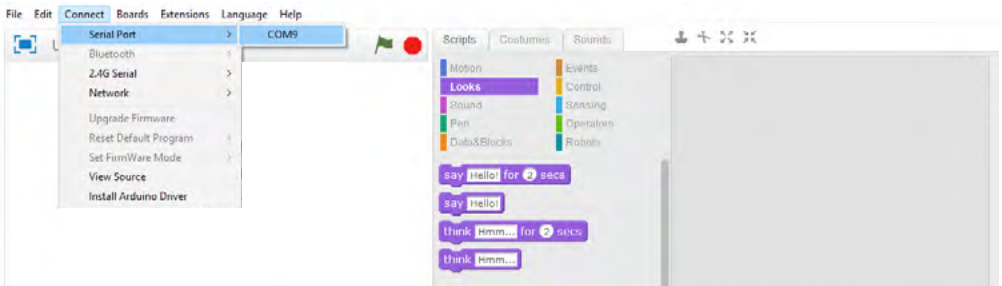 File Edit Connect Boards Extensions Language Help
Serial Port > COM9
Bluetooth >
2.4G Serial >
Network >
Upgrade Firmware
Reset Default Program >
Set FirmWare Mode >
View Source
Install Arduino Driver
U
Scripts Costumes Sounds
Motion Events
Looks Control
Sound Sensing
Pen Operators
Data&Blocks Robots
say Hello! for 2 secs
say Hello!
think Hmm... for 2 secs
think Hmm...